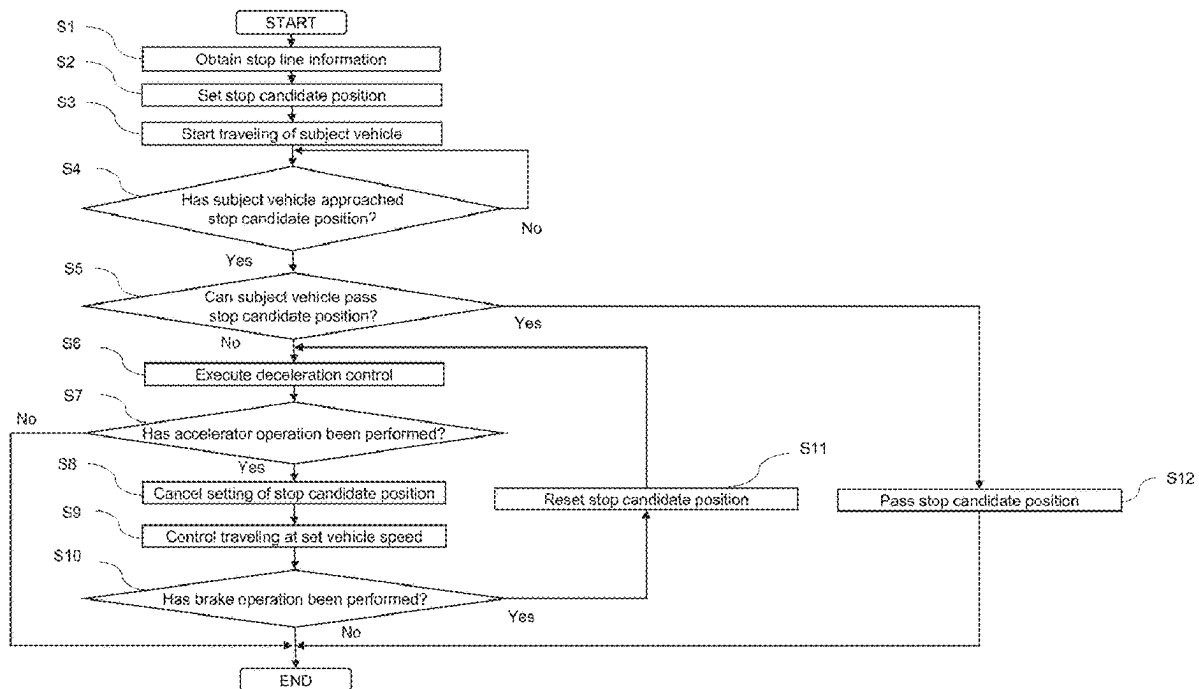 START
S1
Obtain stop line information
S2
Set stop candidate position
S3
Start traveling of subject vehicle
S4
Has subject vehicle approached
stop candidate position?
No
Yes
S5
Can subject vehicle pass
stop candidate position?
Yes
No
S6
Execute deceleration control
S7
No
Has accelerator operation been performed?
Yes
S8
Cancel setting of stop candidate position
S11
Reset stop candidate position
S12
Pass stop candidate position
S9
Control traveling at set vehicle speed
S10
Has brake operation been performed?
Yes
No
END